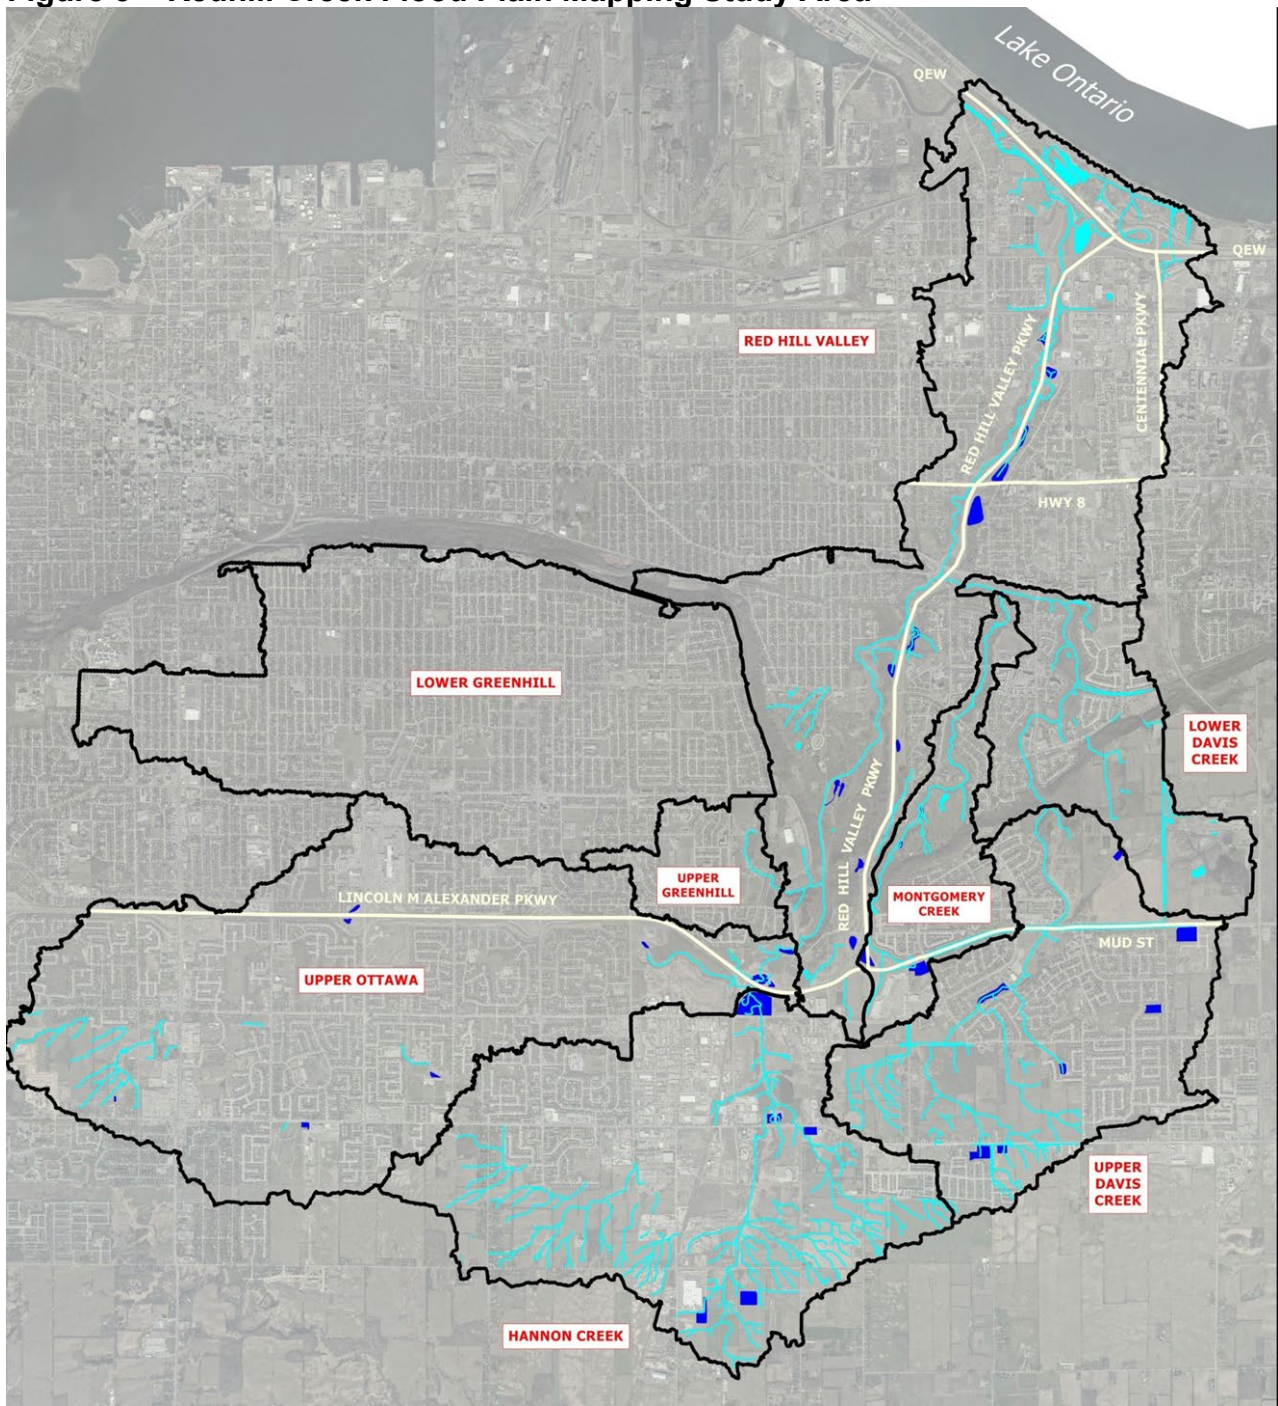 Lake Ontario
QEW
QEW
RED HILL VALLEY
RED HILL VALLEY PKWY
CENTENNIAL PKWY
HWY 8
LOWER GREENHILL
LOWER
DAVIS
CREEK
RED HILL VALLEY PKWY
UPPER
GREENHILL
MONTGOMERY
CREEK
LINCOLN M ALEXANDER PKWY
MUD ST
UPPER OTTAWA
UPPER
DAVIS
CREEK
HANNON CREEK